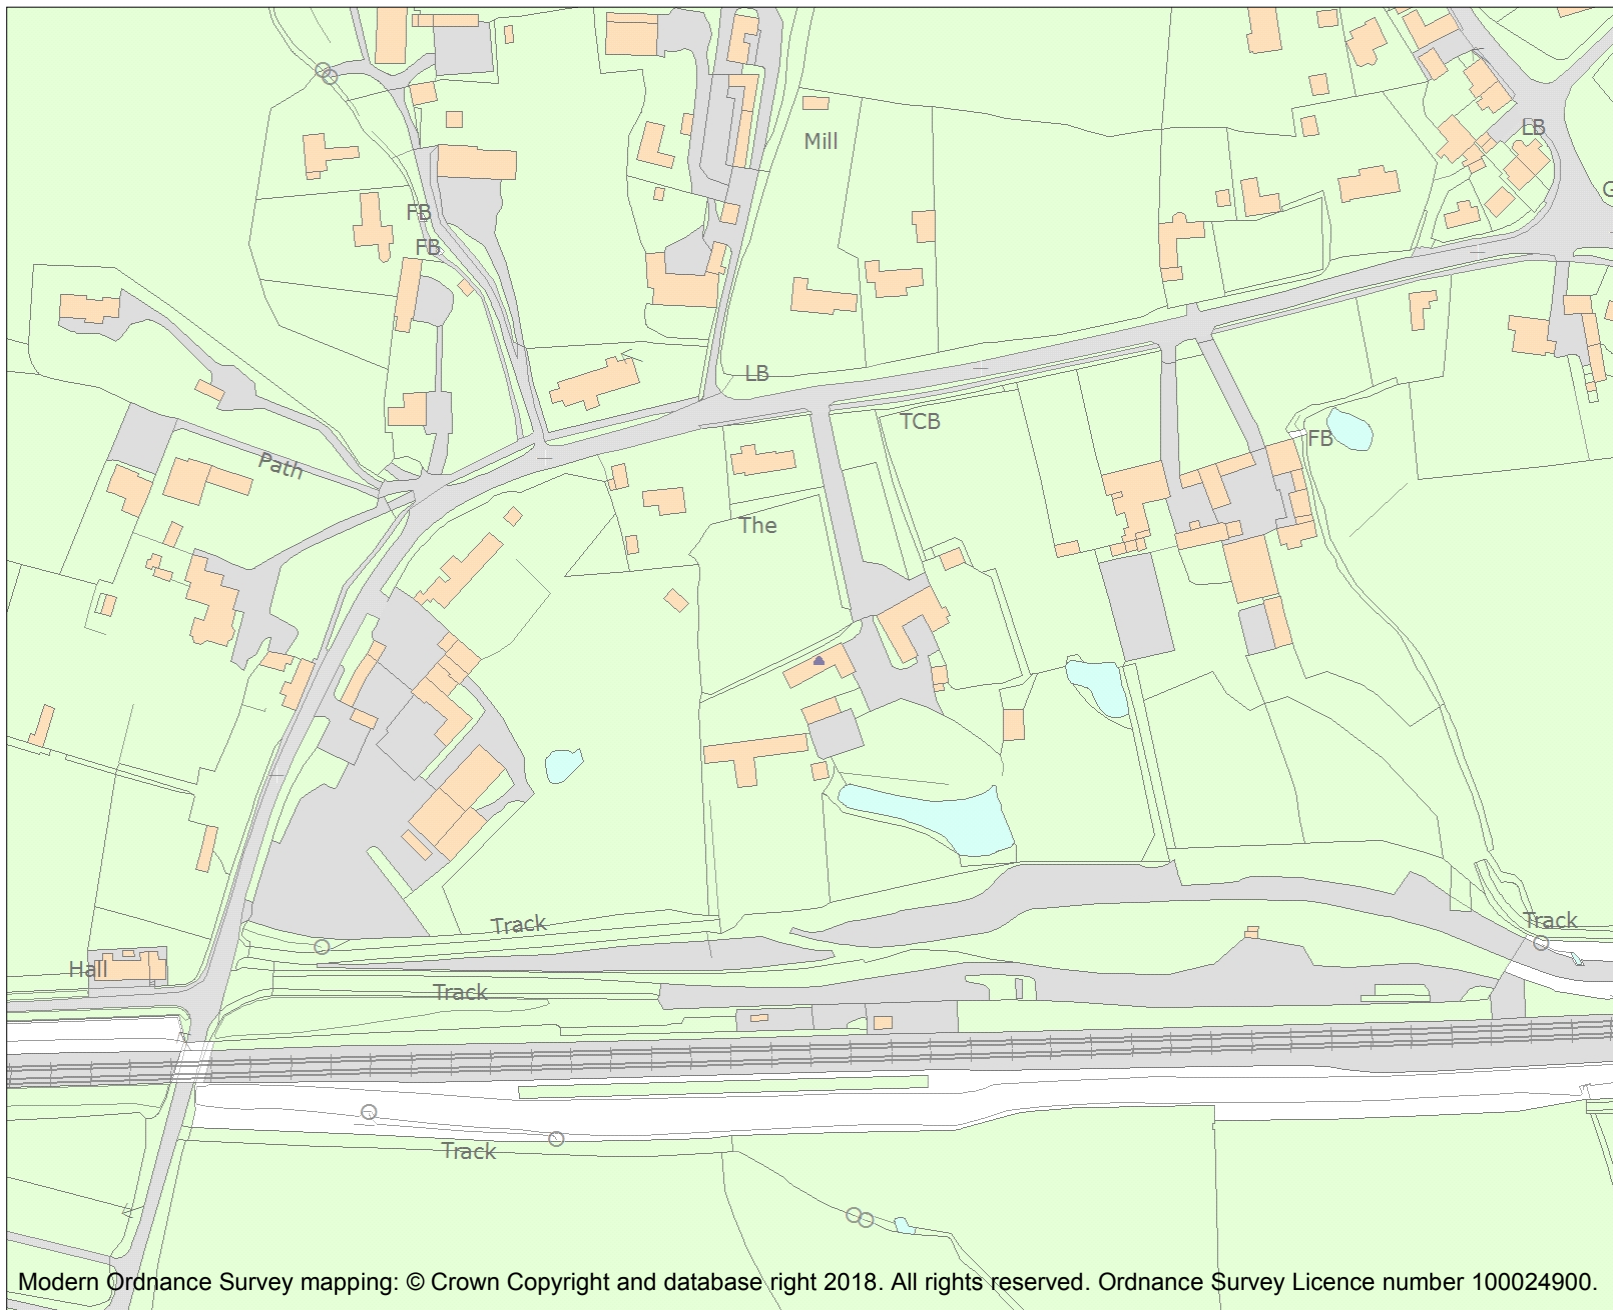 LB
Mill
G
FB
FB
LB
TCB
FB
Path
The
Track
Track
Hall
Track
Track
Modern Ordnance Survey mapping: © Crown Copyright and database right 2018. All rights reserved. Ordnance Survey Licence number 100024900.